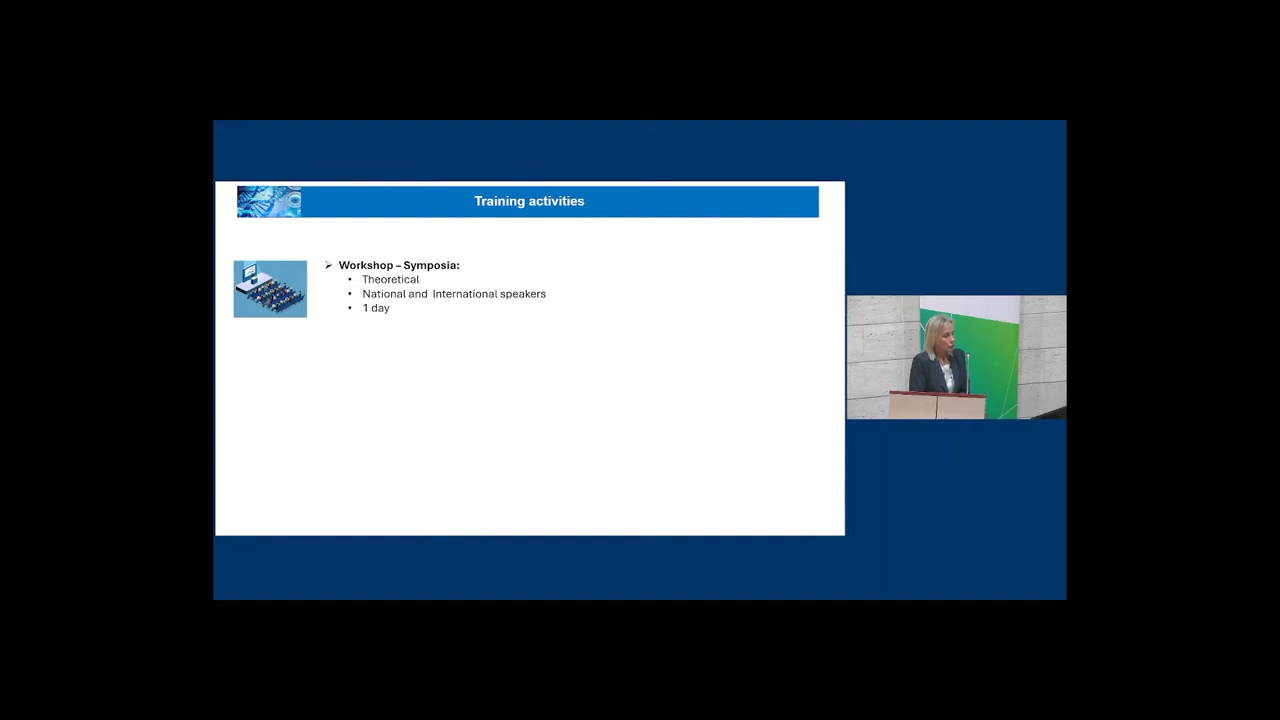 Training activities
➢ Workshop – Symposia:
• Theoretical
• National and International speakers
• 1 day